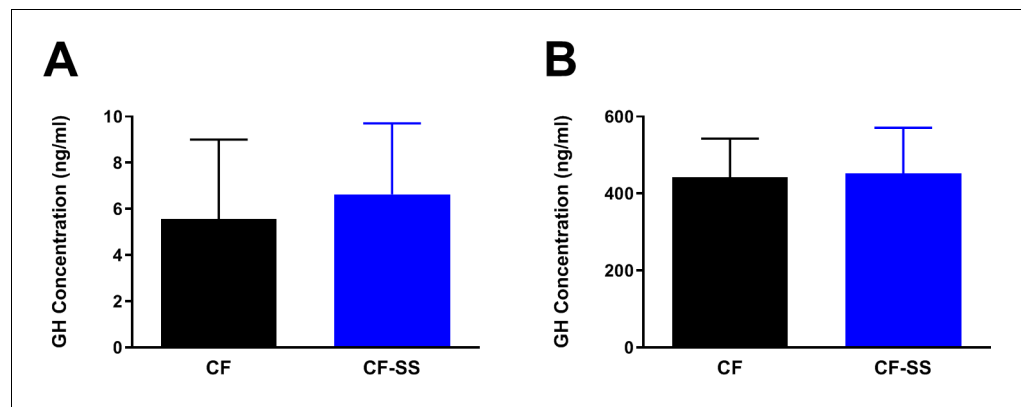 A
GH Concentration (ng/ml)
10
8
6
4
2
0
CF
CF-SS
B
GH Concentration (ng/ml)
600
400
200
0
CF
CF-SS